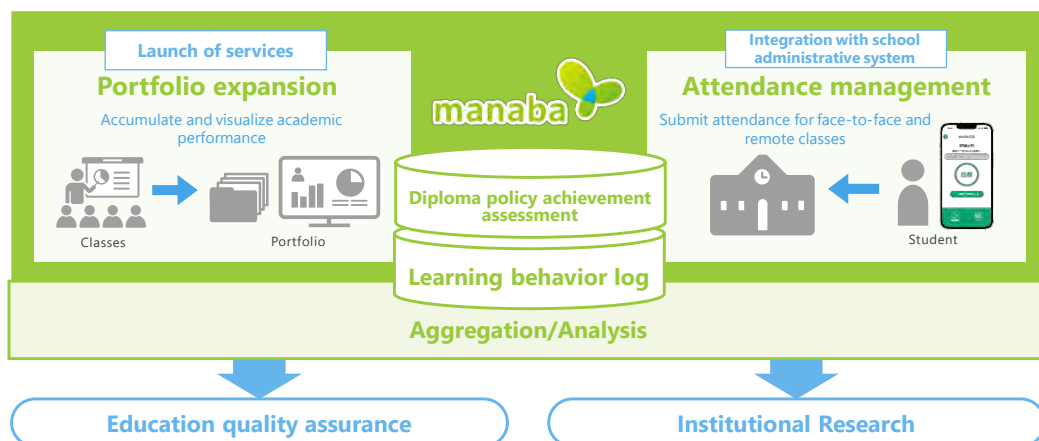 Launch of services
Portfolio expansion
Accumulate and visualize academic
performance
Classes
Portfolio
manaba
Diploma policy achievement
assessment
Learning behavior log
Integration with school
administrative system
Attendance management
Submit attendance for face-to-face and
remote classes
Student
Aggregation/Analysis
Education quality assurance
Institutional Research